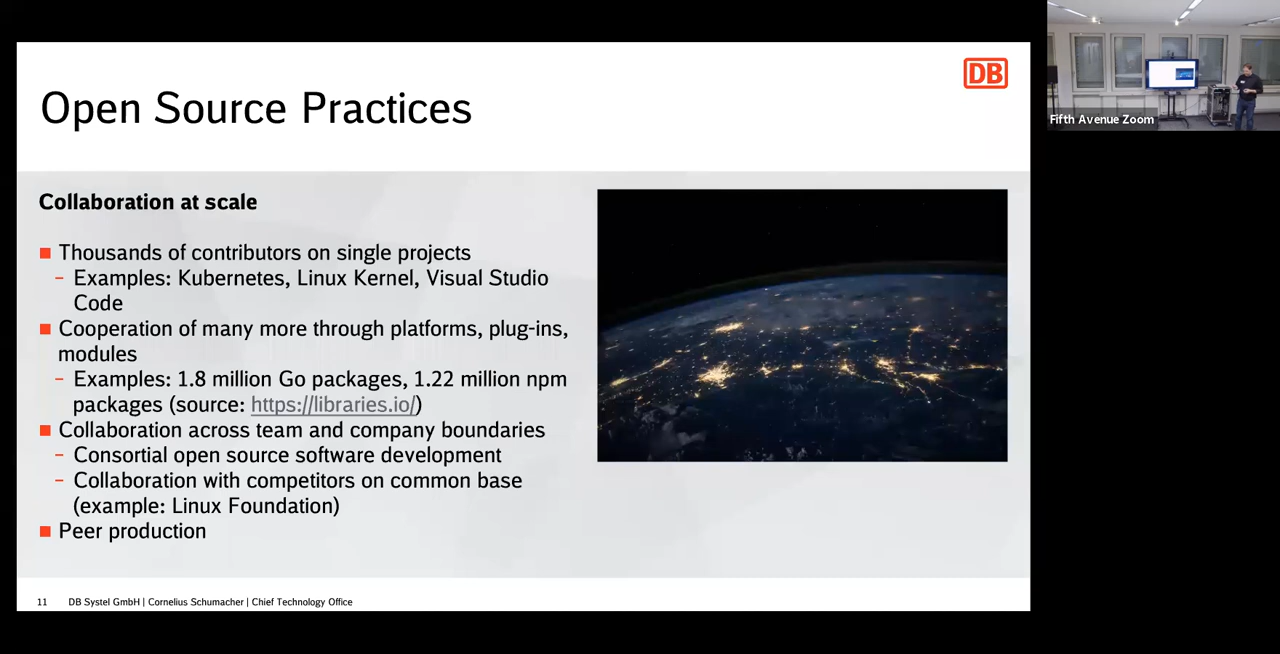 DB
Open Source Practices
Fifth Avenue Zoom
Collaboration at scale
Thousands of contributors on single projects
– Examples: Kubernetes, Linux Kernel, Visual Studio
Code
Cooperation of many more through platforms, plug-ins,
modules
– Examples: 1.8 million Go packages, 1.22 million npm
packages (source: https://libraries.io/)
Collaboration across team and company boundaries
– Consortial open source software development
– Collaboration with competitors on common base
(example: Linux Foundation)
Peer production
11 DB Systel GmbH | Cornelius Schumacher | Chief Technology Office